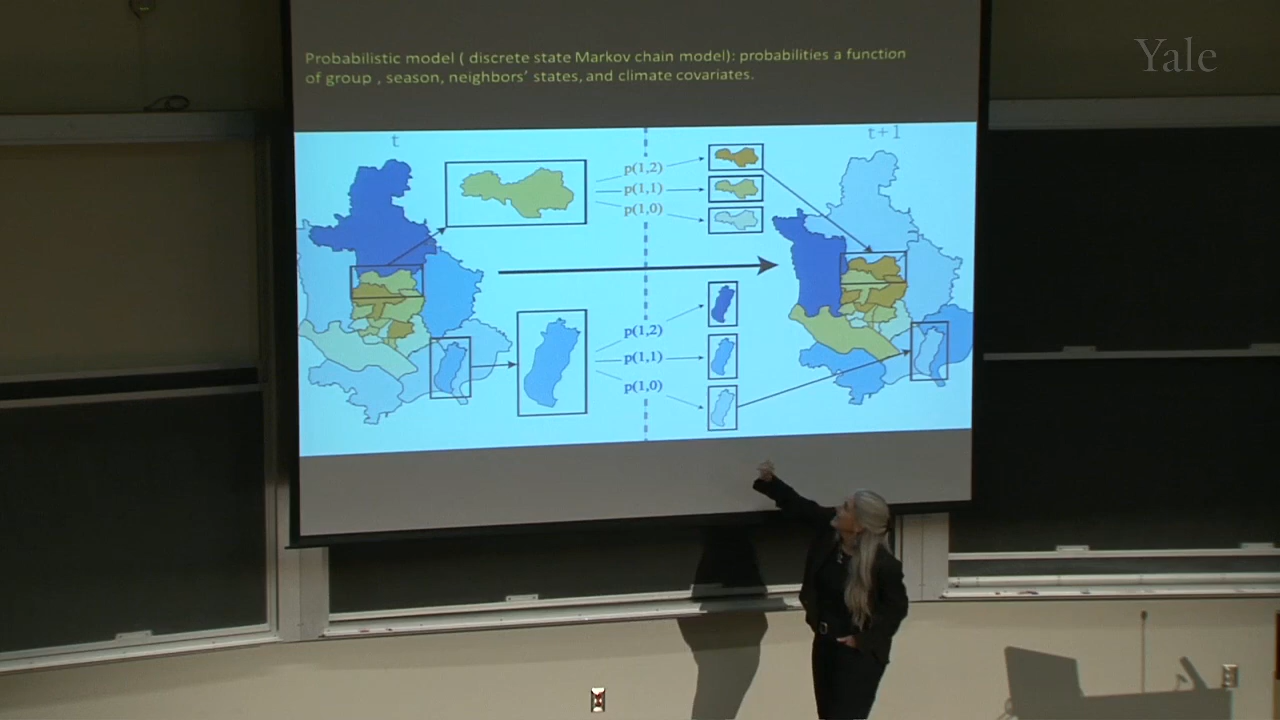 Yale
Probabilistic model ( discrete state Markov chain model): probabilities a function
of group , season, neighbors' states, and climate covariates.
t
t+1
p(1,2)
p(1,1)
p(1,0)
p(1,2)
p(1,1)
p(1,0)